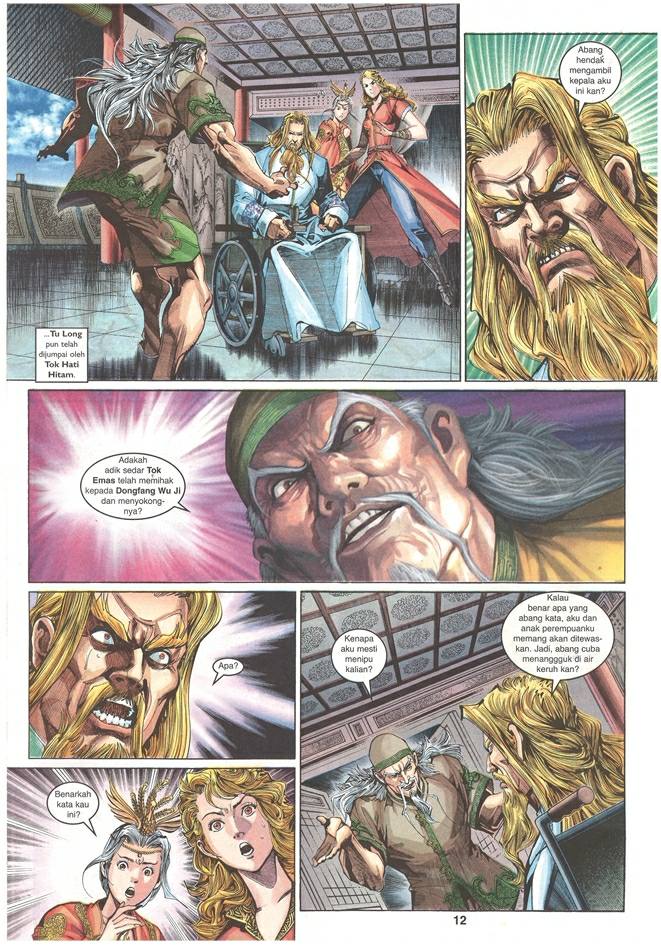 ...Tu Long
pun telah
dijumpai oleh
Tok Hati
Hitam.
Abang
hendak
mengambil
kepala aku
ini kan?
Adakah
adik sedar Tok
Emas telah memihak
kepada Dongfang Wu Ji
dan menyokong-
nya?
Apa?
Kenapa
aku mesti
menipu
kalian?
Kalau
benar apa yang
abang kata, aku dan
anak perempuanku
memang akan ditewas-
kan. Jadi, abang cuba
menanggguk di air
keruh kan?
Benarkah
kata kau
ini?
12